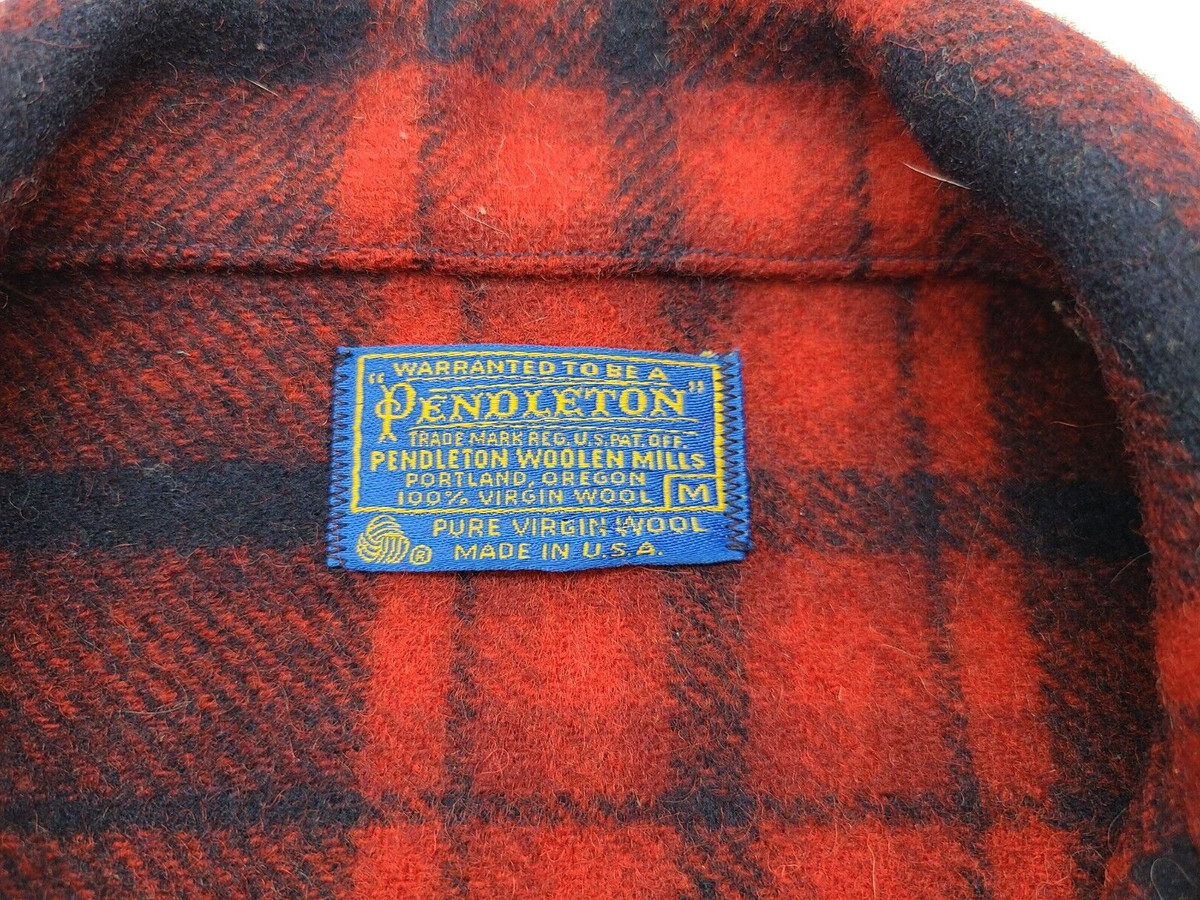 WARRANTED TO BE A
"PENDLETON"
TRADE MARK REG. U.S. PAT. OFF.
PENDLETON WOOLEN MILLS
PORTLAND, OREGON
100% VIRGIN WOOL M
PURE VIRGIN WOOL
® MADE IN U.S.A.